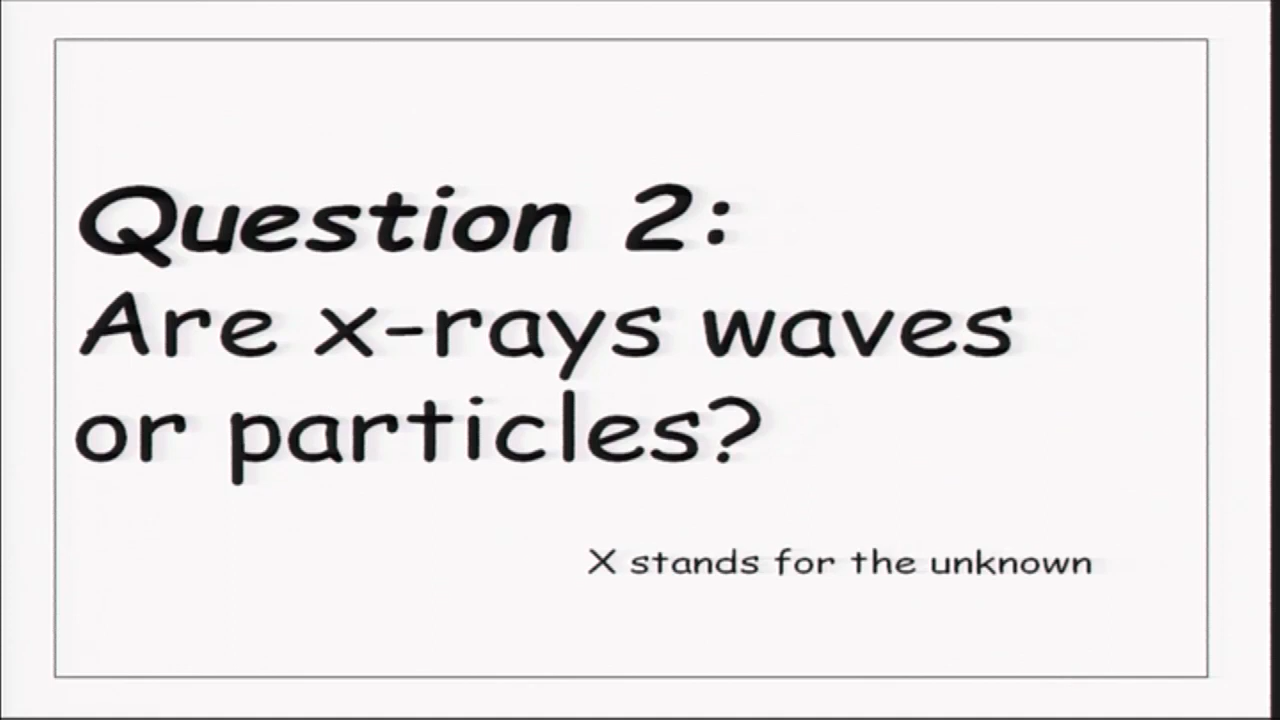 Question 2:
Are x-rays waves
or particles?
X stands for the unknown